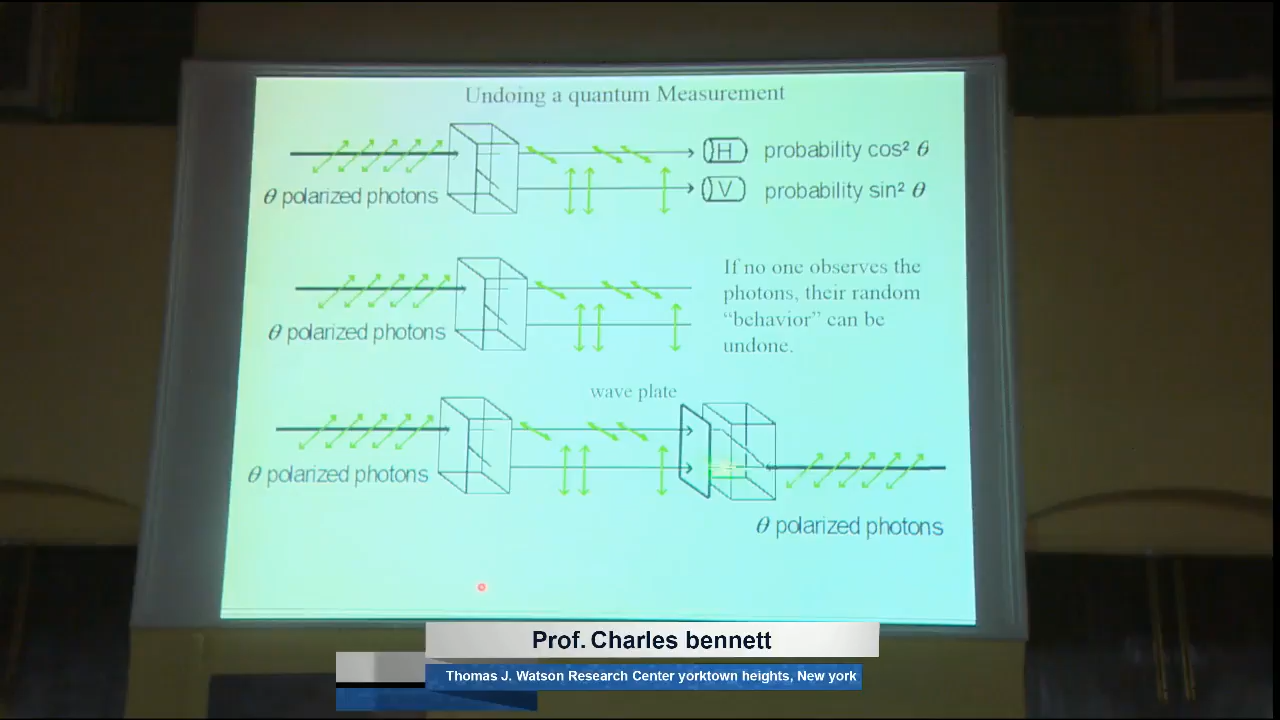 Undoing a quantum Measurement
H probability cos² θ
θ polarized photons
V probability sin² θ
If no one observes the
photons, their random
“behavior” can be
undone.
θ polarized photons
wave plate
θ polarized photons
θ polarized photons
Prof. Charles bennett
Thomas J. Watson Research Center yorktown heights, New york